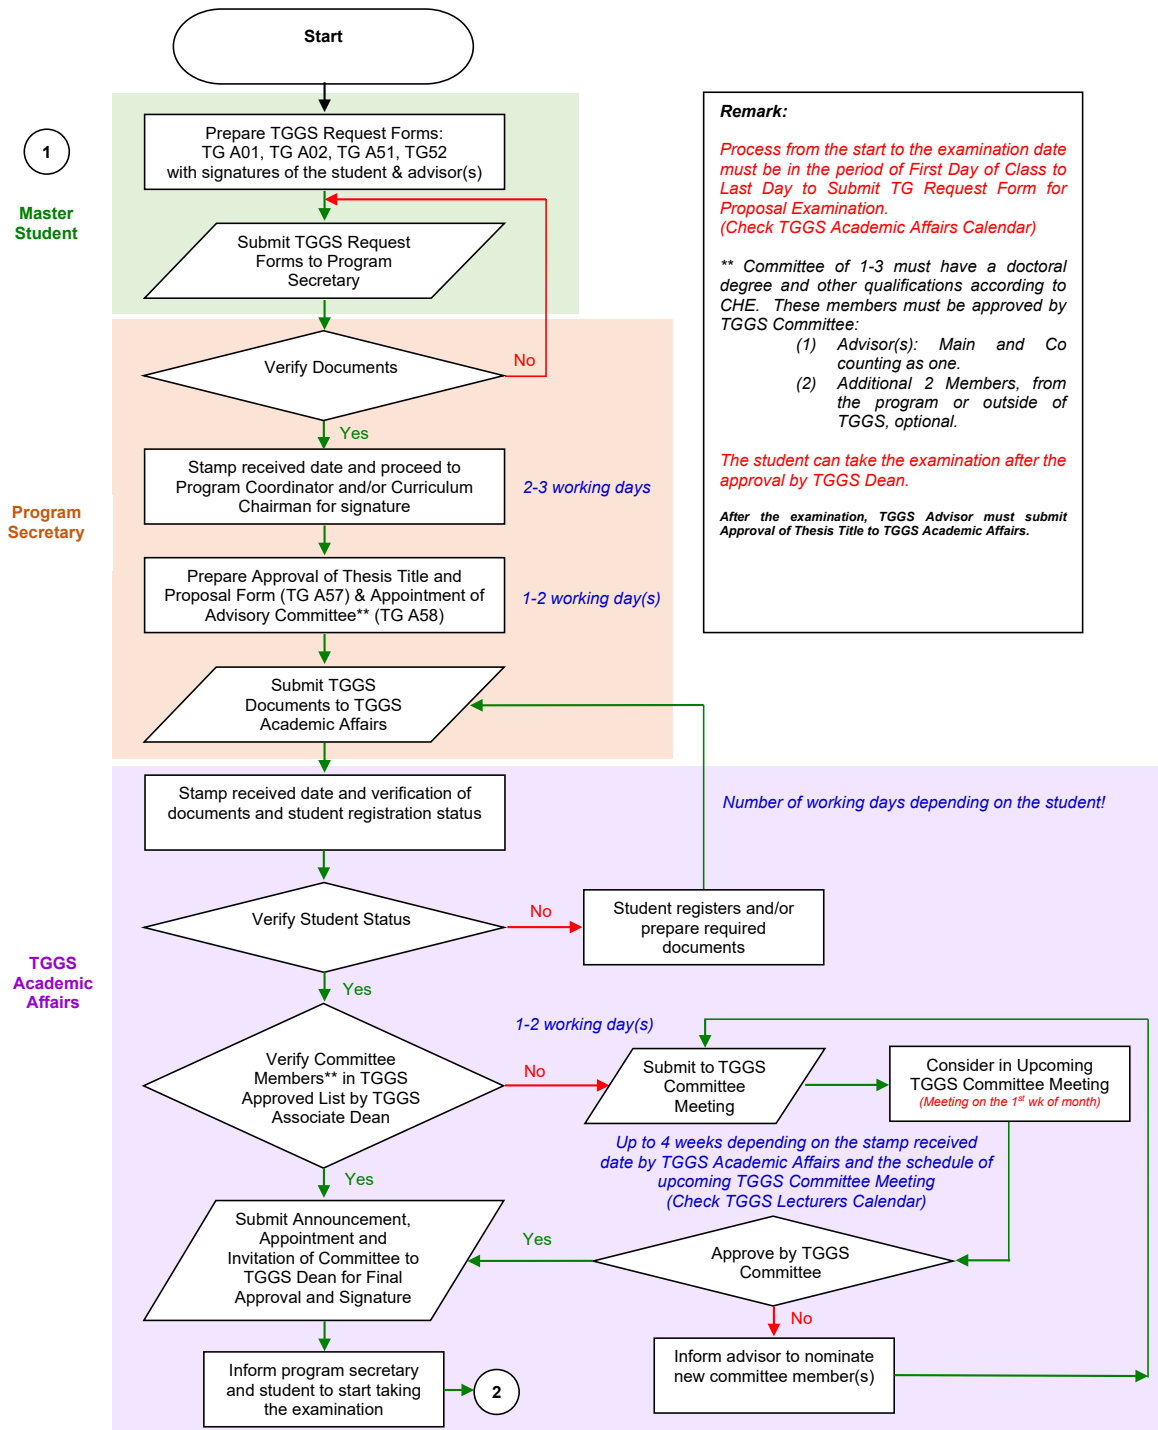 Start
1
Master
Student
Prepare TGGS Request Forms:
TG A01, TG A02, TG A51, TG52
with signatures of the student & advisor(s)
Submit TGGS Request
Forms to Program
Secretary
Remark:
Process from the start to the examination date
must be in the period of First Day of Class to
Last Day to Submit TG Request Form for
Proposal Examination.
(Check TGGS Academic Affairs Calendar)
** Committee of 1-3 must have a doctoral
degree and other qualifications according to
CHE. These members must be approved by
TGGS Committee:
(1) Advisor(s): Main and Co
counting as one.
(2) Additional 2 Members, from
the program or outside of
TGGS, optional.
The student can take the examination after the
approval by TGGS Dean.
After the examination, TGGS Advisor must submit
Approval of Thesis Title to TGGS Academic Affairs.
Program
Secretary
Verify Documents
No
Yes
Stamp received date and proceed to
Program Coordinator and/or Curriculum
Chairman for signature
2-3 working days
Prepare Approval of Thesis Title and
Proposal Form (TG A57) & Appointment of
Advisory Committee** (TG A58)
1-2 working day(s)
Submit TGGS
Documents to TGGS
Academic Affairs
TGGS
Academic
Affairs
Stamp received date and verification of
documents and student registration status
Number of working days depending on the student!
Verify Student Status
No
Student registers and/or
prepare required
documents
Yes
Verify Committee
Members** in TGGS
Approved List by TGGS
Associate Dean
1-2 working day(s)
No
Submit to TGGS
Committee
Meeting
Consider in Upcoming
TGGS Committee Meeting
(Meeting on the 1st wk of month)
Up to 4 weeks depending on the stamp received
date by TGGS Academic Affairs and the schedule of
upcoming TGGS Committee Meeting
(Check TGGS Lecturers Calendar)
Yes
Submit Announcement,
Appointment and
Invitation of Committee to
TGGS Dean for Final
Approval and Signature
Yes
Approve by TGGS
Committee
No
Inform advisor to nominate
new committee member(s)
Inform program secretary
and student to start taking
the examination
2